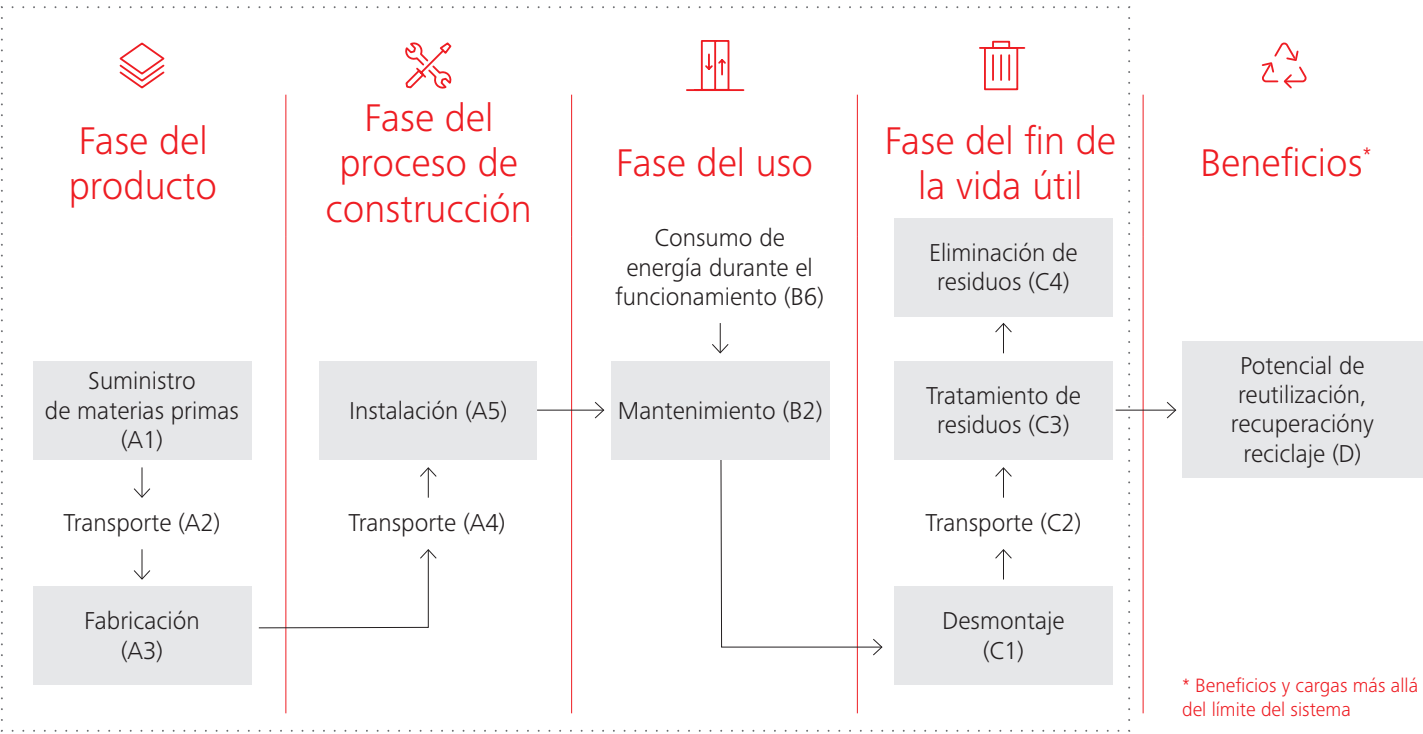 Fase del
producto
Suministro
de materias primas
(A1)
Transporte (A2)
Fabricación
(A3)
Fase del
proceso de
construcción
Instalación (A5)
Transporte (A4)
Fase del uso
Consumo de
energía durante el
funcionamiento (B6)
Mantenimiento (B2)
Fase del fin de
la vida útil
Eliminación de
residuos (C4)
Tratamiento de
residuos (C3)
Transporte (C2)
Desmontaje
(C1)
Beneficios*
Potencial de
reutilización,
recuperacióny
reciclaje (D)
* Beneficios y cargas más allá
del límite del sistema